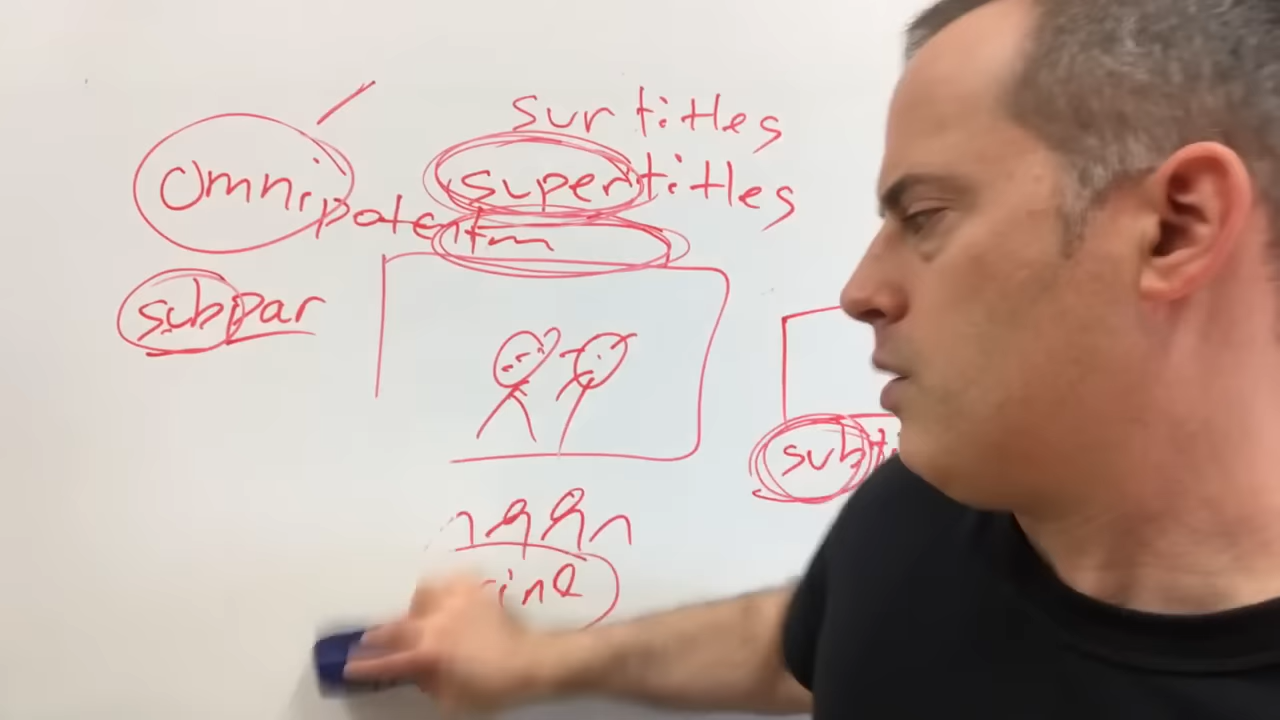 surtitles
supertitles
omnipotent
subpar
sub